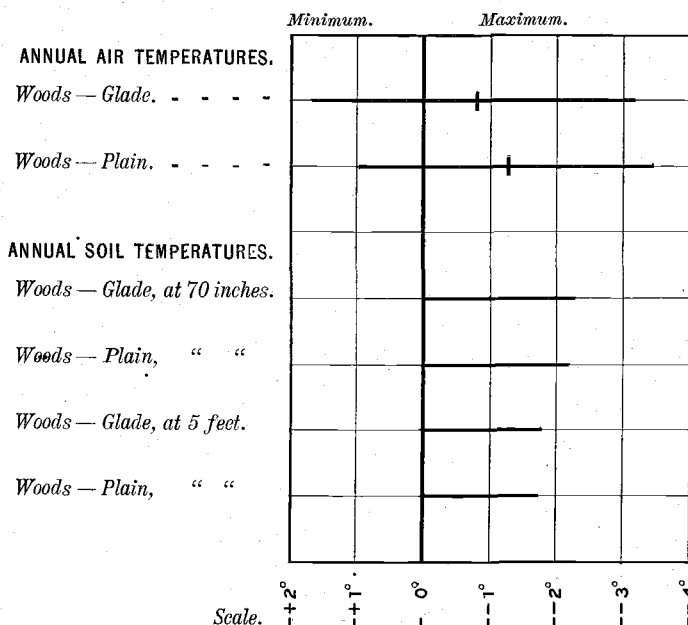 Minimum. Maximum.
ANNUAL AIR TEMPERATURES.
Woods — Glade. - - - -
Woods — Plain. - - - -
ANNUAL SOIL TEMPERATURES.
Woods — Glade, at 70 inches.
Woods — Plain, “ “
Woods — Glade, at 5 feet.
Woods — Plain, “ “
Scale. +2° +1°. 0° -1° -2° -3° -4°